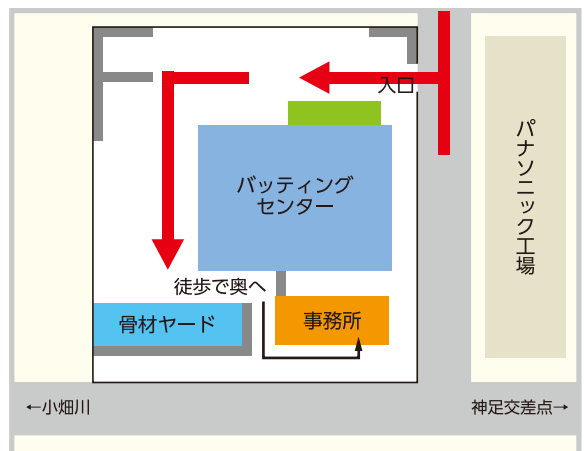 入口
パナソニック工場
バッティング
センター
徒歩で奥へ
骨材ヤード
事務所
←小畑川
神足交差点→